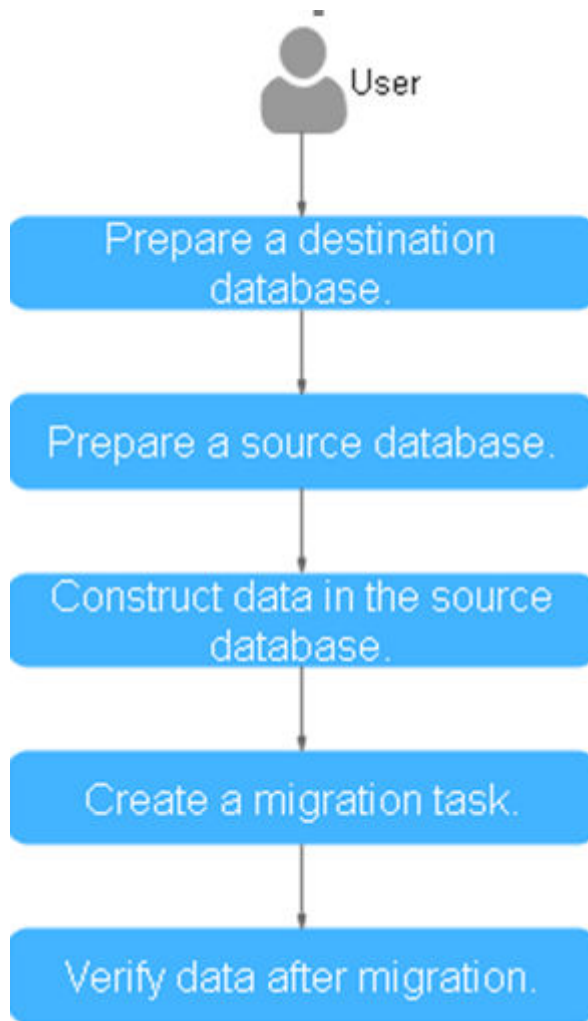 User
Prepare a destination
database.
Prepare a source database.
Construct data in the source
database.
Create a migration task.
Verify data after migration.